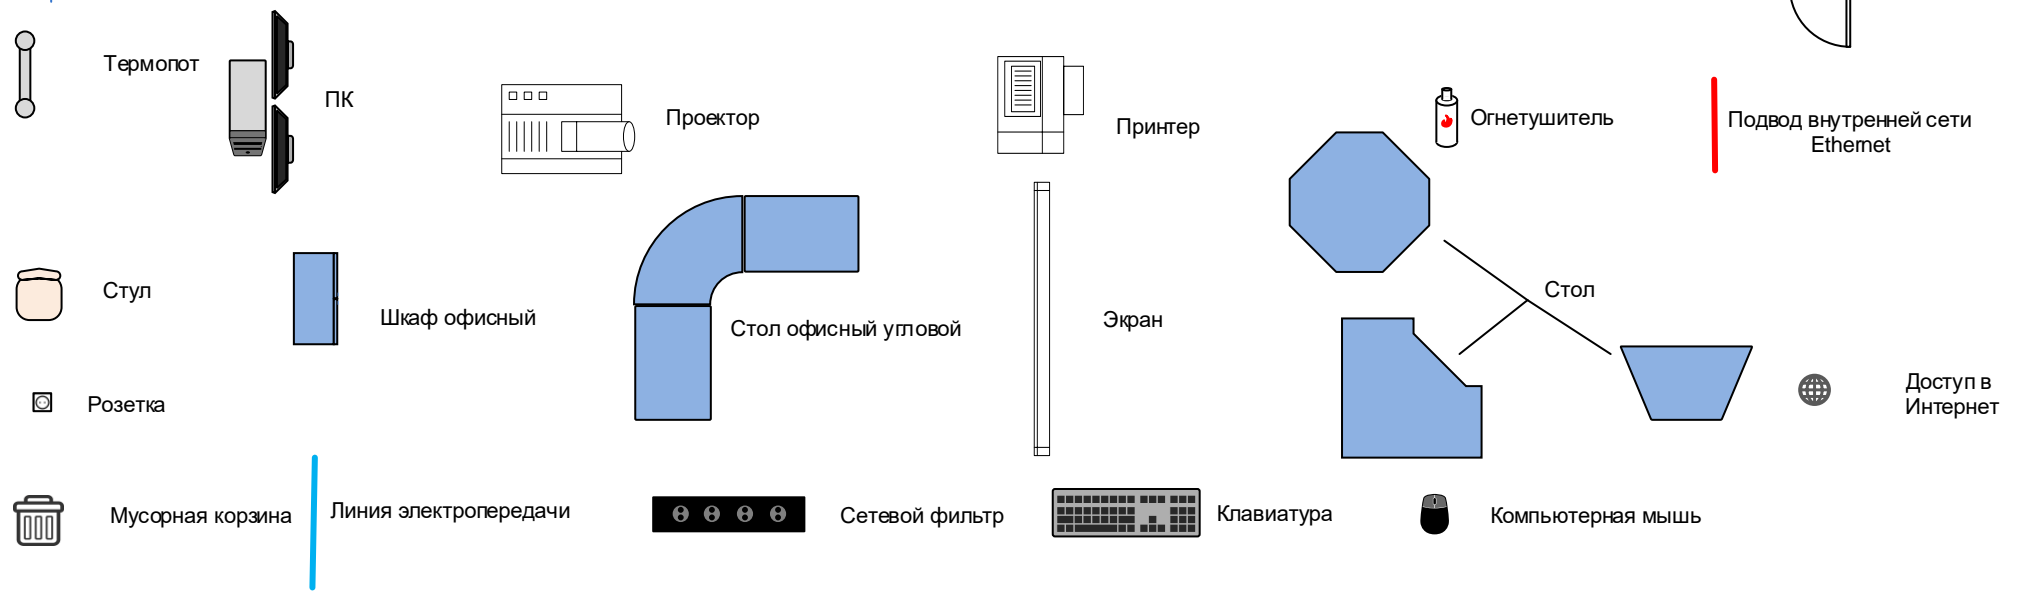 Термопот
ПК
Проектор
Принтер
Огнетушитель
Подвод внутренней сети
Ethernet
Стул
Шкаф офисный
Стол офисный угловой
Экран
Стол
Доступ в
Интернет
Розетка
Мусорная корзина
Линия электропередачи
Сетевой фильтр
Клавиатура
Компьютерная мышь